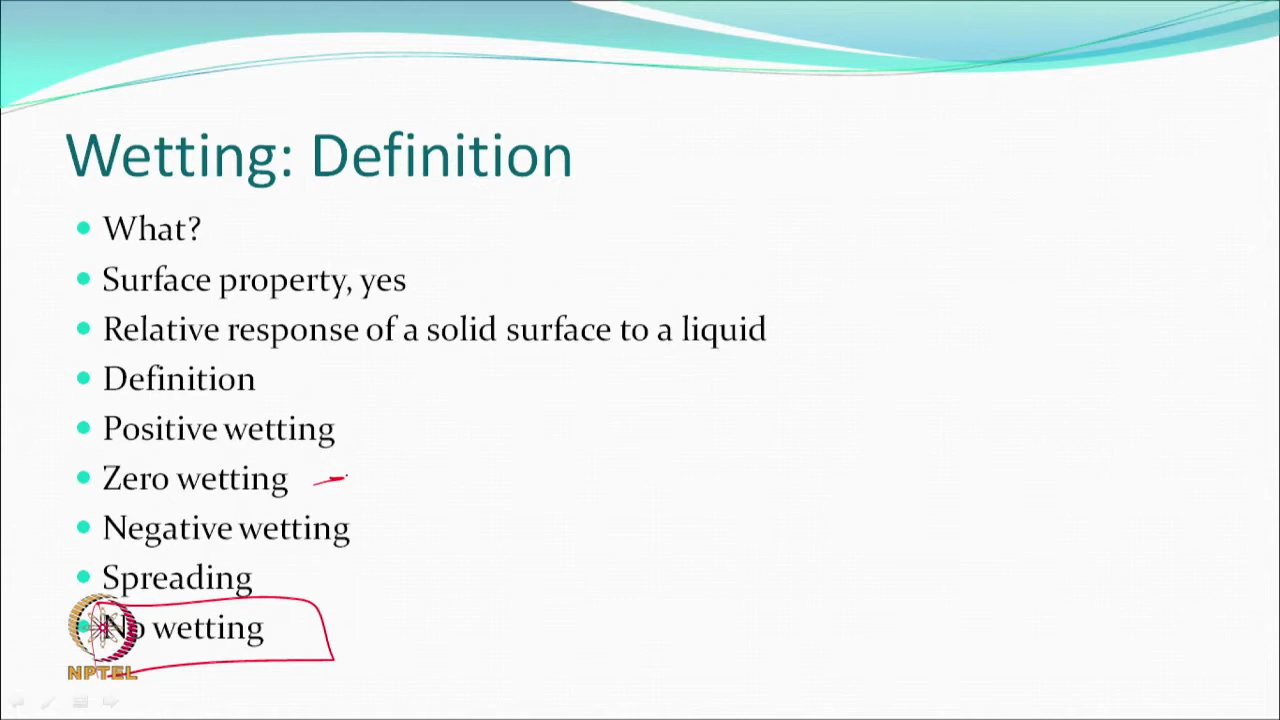 Wetting: Definition
What?
Surface property, yes
Relative response of a solid surface to a liquid
Definition
Positive wetting
Zero wetting
Negative wetting
Spreading
No wetting
NPTEL